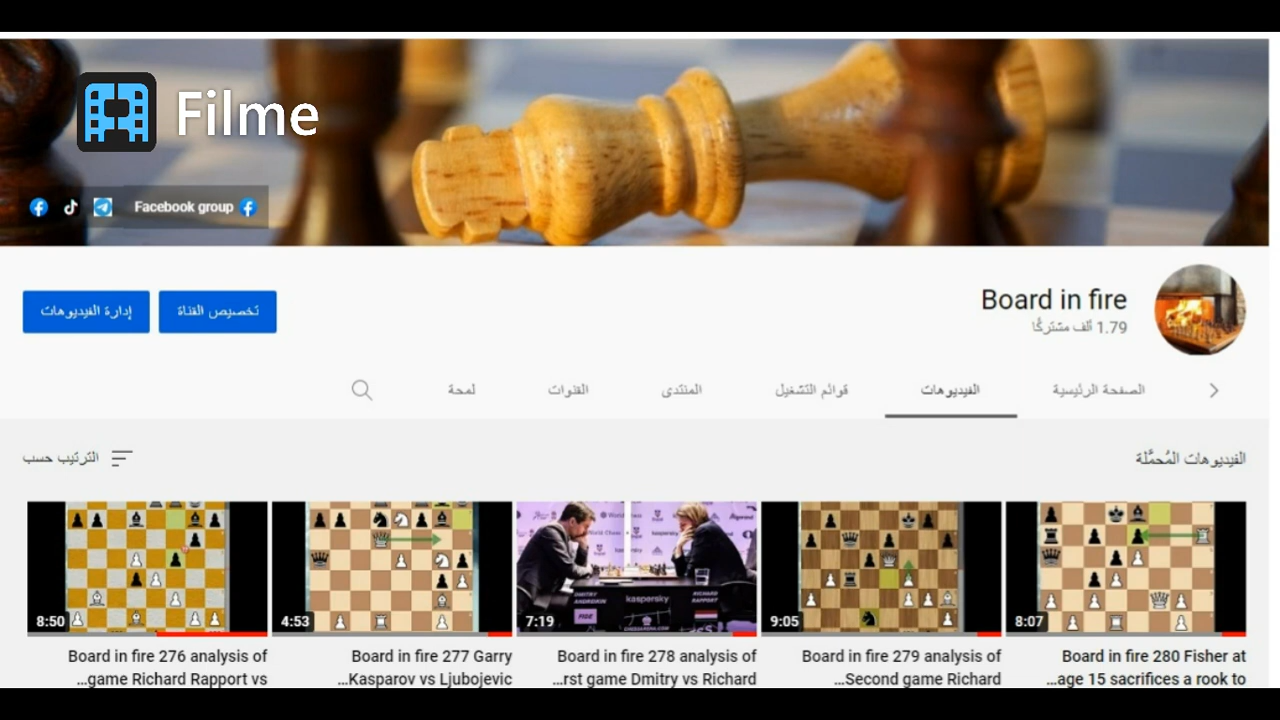 Filme
Facebook group
Board in fire
1.79 ألف مشتركًا
تخصيص القناة
إدارة الفيديوهات
الصفحة الرئيسية
الفيديوهات
قوائم التشغيل
المنتدى
القنوات
لمحة
الفيديوهات المُحمَّلة
الترتيب حسب
8:07
9:05
7:19
4:53
8:50
kaspersky
Board in fire 280 Fisher at
...age 15 sacrifices a rook to
Board in fire 279 analysis of
...Second game Richard
Board in fire 278 analysis of
...rst game Dmitry vs Richard
Board in fire 277 Garry
...Kasparov vs Ljubojevic
Board in fire 276 analysis of
...game Richard Rapport vs